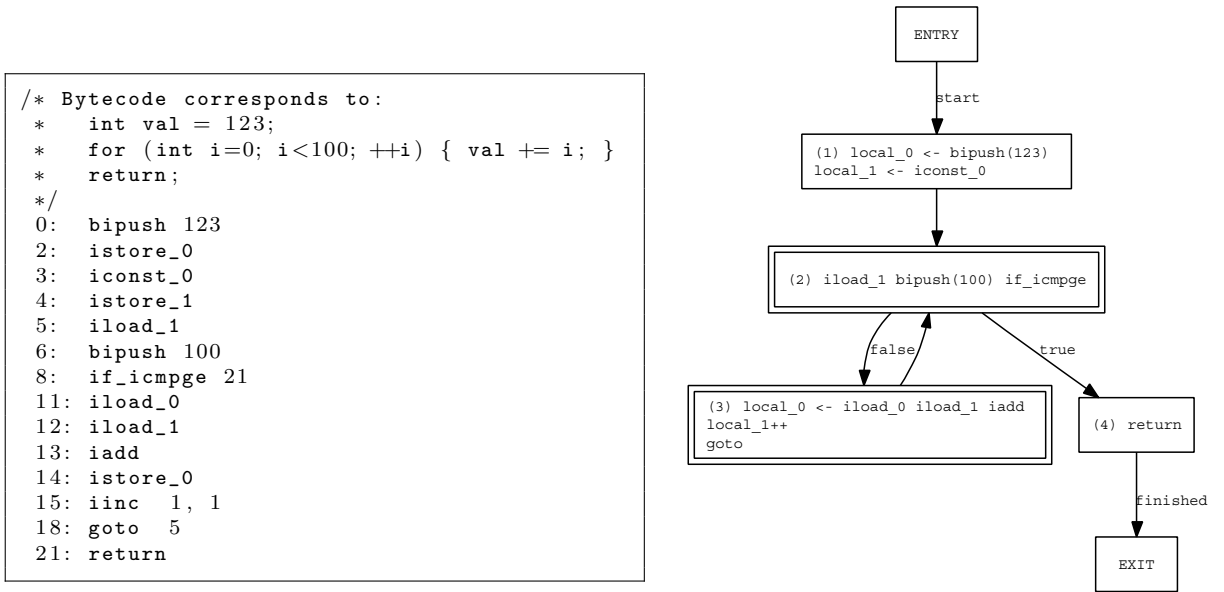 /* Bytecode corresponds to:
*    int val = 123;
*    for (int i=0; i<100; ++i) { val += i; }
*    return;
*/
0:  bipush 123
2:  istore_0
3:  iconst_0
4:  istore_1
5:  iload_1
6:  bipush 100
8:  if_icmpge 21
11: iload_0
12: iload_1
13: iadd
14: istore_0
15: iinc  1, 1
18: goto  5
21: return
ENTRY
start
(1) local_0 <- bipush(123)
local_1 <- iconst_0
(2) iload_1 bipush(100) if_icmpge
false
true
(3) local_0 <- iload_0 iload_1 iadd
local_1++
goto
(4) return
finished
EXIT